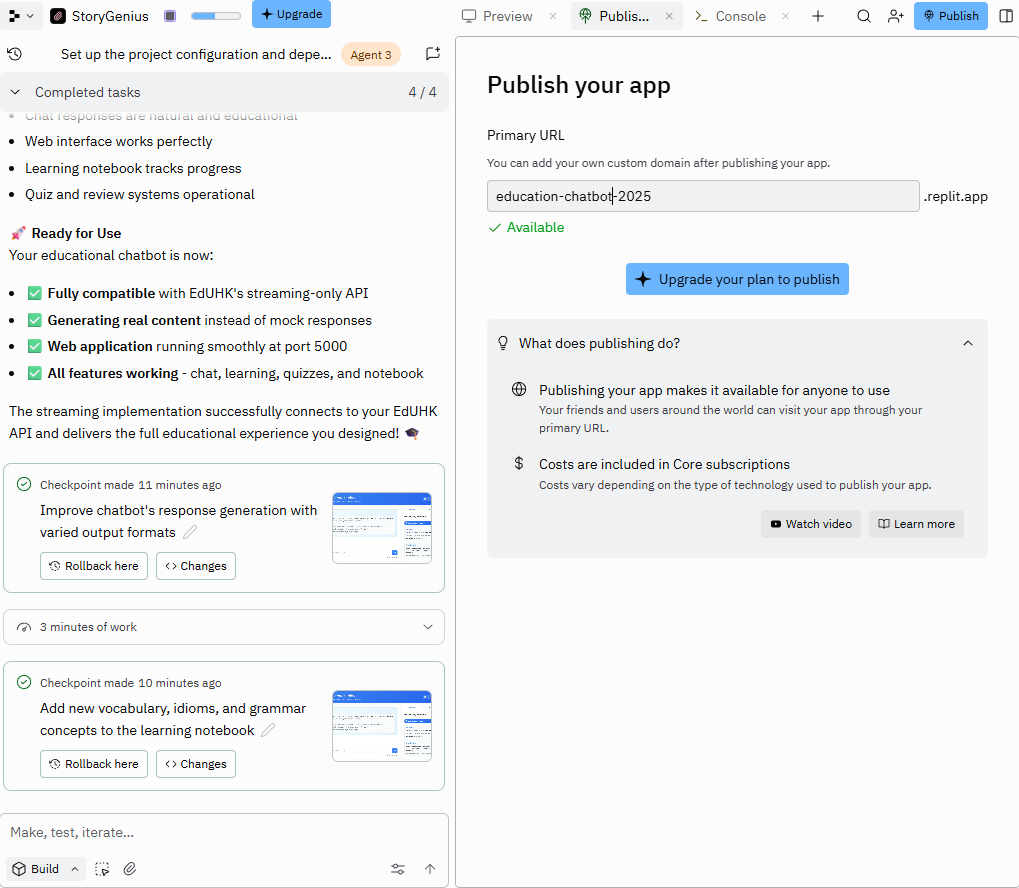 StoryGenius
Upgrade
Preview
Publis...
Console
Publish
Set up the project configuration and depe...
Agent 3
Completed tasks
4 / 4
Chat responses are natural and educational
Web interface works perfectly
Learning notebook tracks progress
Quiz and review systems operational
🚀 Ready for Use
Your educational chatbot is now:
✅ Fully compatible with EdUHK's streaming-only API
✅ Generating real content instead of mock responses
✅ Web application running smoothly at port 5000
✅ All features working - chat, learning, quizzes, and notebook
The streaming implementation successfully connects to your EdUHK
API and delivers the full educational experience you designed! 🎓
Checkpoint made 11 minutes ago
Improve chatbot's response generation with
varied output formats
Rollback here
Changes
3 minutes of work
Checkpoint made 10 minutes ago
Add new vocabulary, idioms, and grammar
concepts to the learning notebook
Rollback here
Changes
Make, test, iterate...
Build
Publish your app
Primary URL
You can add your own custom domain after publishing your app.
education-chatbot-2025
.replit.app
Available
Upgrade your plan to publish
What does publishing do?
Publishing your app makes it available for anyone to use
Your friends and users around the world can visit your app through your
primary URL.
Costs are included in Core subscriptions
Costs vary depending on the type of technology used to publish your app.
Watch video
Learn more